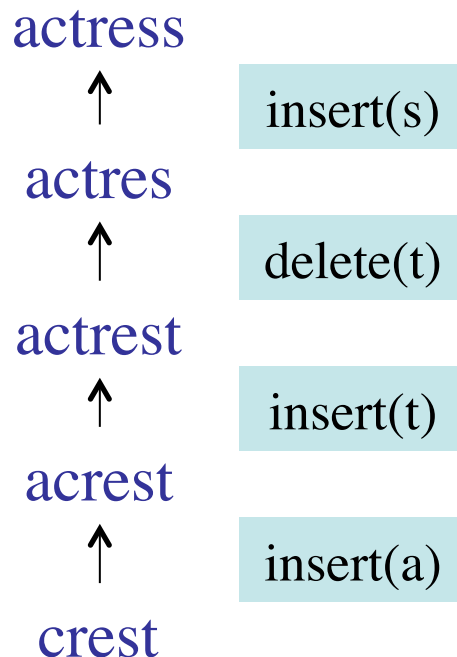 actress
insert(s)
actres
delete(t)
actrest
insert(t)
acrest
insert(a)
crest